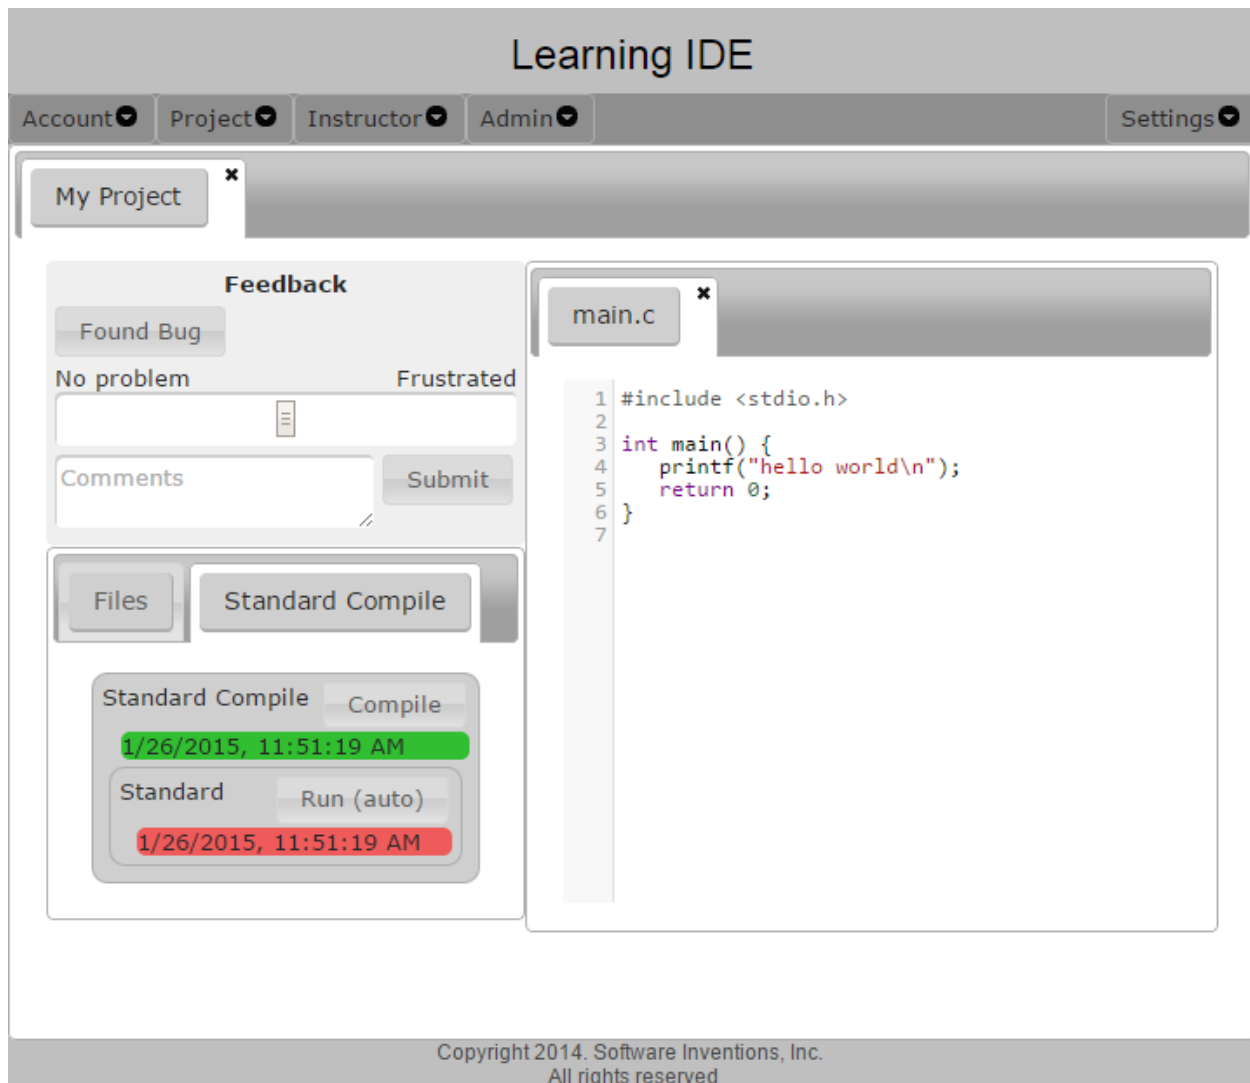 Learning IDE
Account Project Instructor Admin Settings
My Project
Feedback
Found Bug
No problem Frustrated
Comments
Submit
Files Standard Compile
Standard Compile Compile
1/26/2015, 11:51:19 AM
Standard Run (auto)
1/26/2015, 11:51:19 AM
main.c
1 #include <stdio.h>
2
3 int main() {
4    printf("hello world\n");
5    return 0;
6 }
7
Copyright 2014. Software Inventions, Inc.
All rights reserved